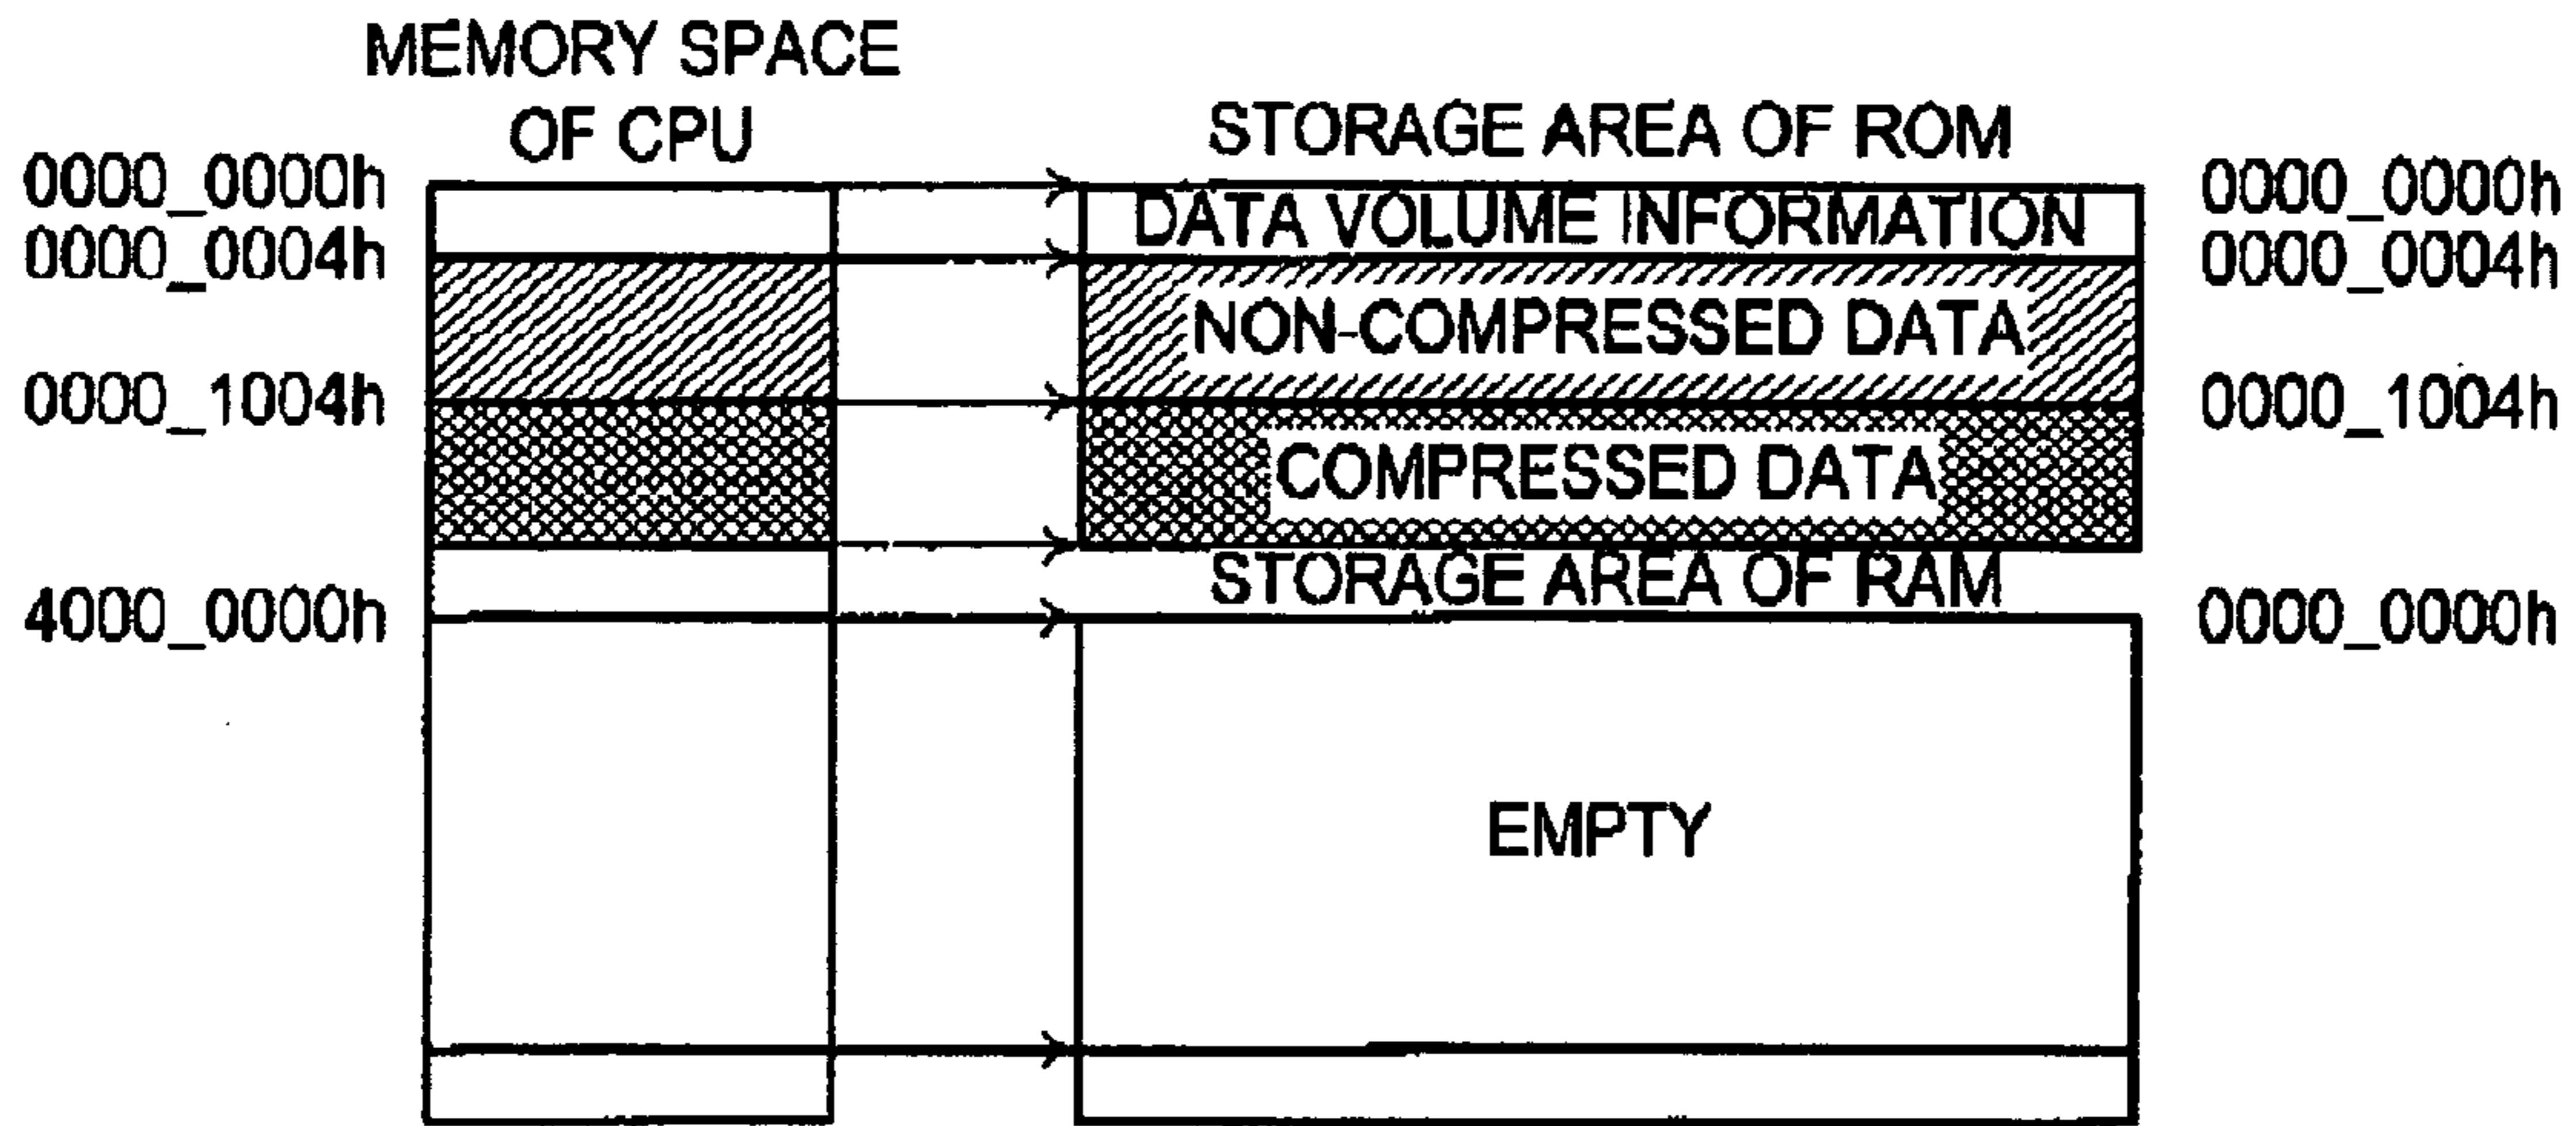 MEMORY SPACE
OF CPU
STORAGE AREA OF ROM
0000_0000h
DATA VOLUME INFORMATION
0000_0000h
0000_0004h
0000_0004h
NON-COMPRESSED DATA
0000_1004h
0000_1004h
COMPRESSED DATA
STORAGE AREA OF RAM
4000_0000h
0000_0000h
EMPTY